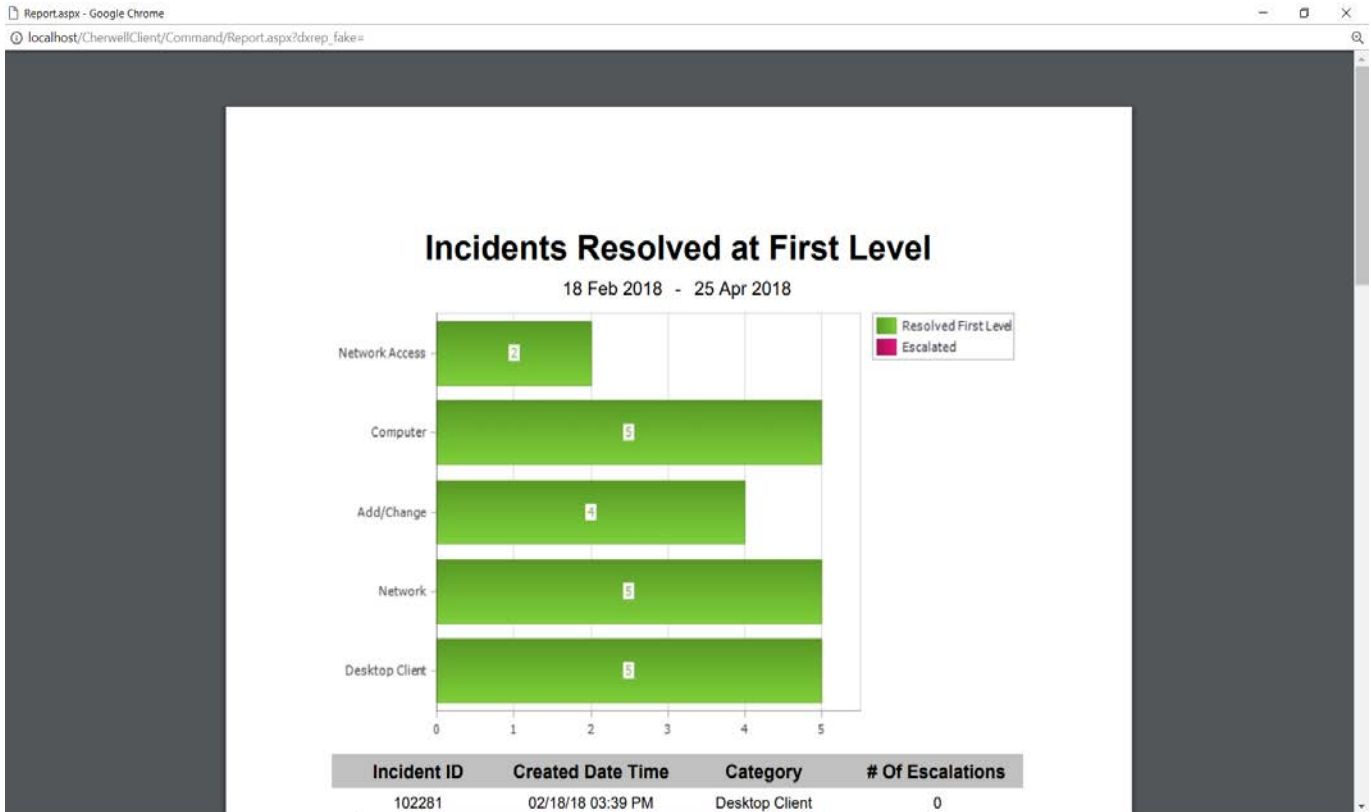 Report.aspx - Google Chrome
localhost/CherwellClient/Command/Report.aspx?dxrep_fake=
Incidents Resolved at First Level
18 Feb 2018 - 25 Apr 2018
Resolved First Level
Escalated
Network Access
2
Computer
5
Add/Change
4
Network
5
Desktop Client
5
0 1 2 3 4 5
Incident ID Created Date Time Category # Of Escalations
102281 02/18/18 03:39 PM Desktop Client 0